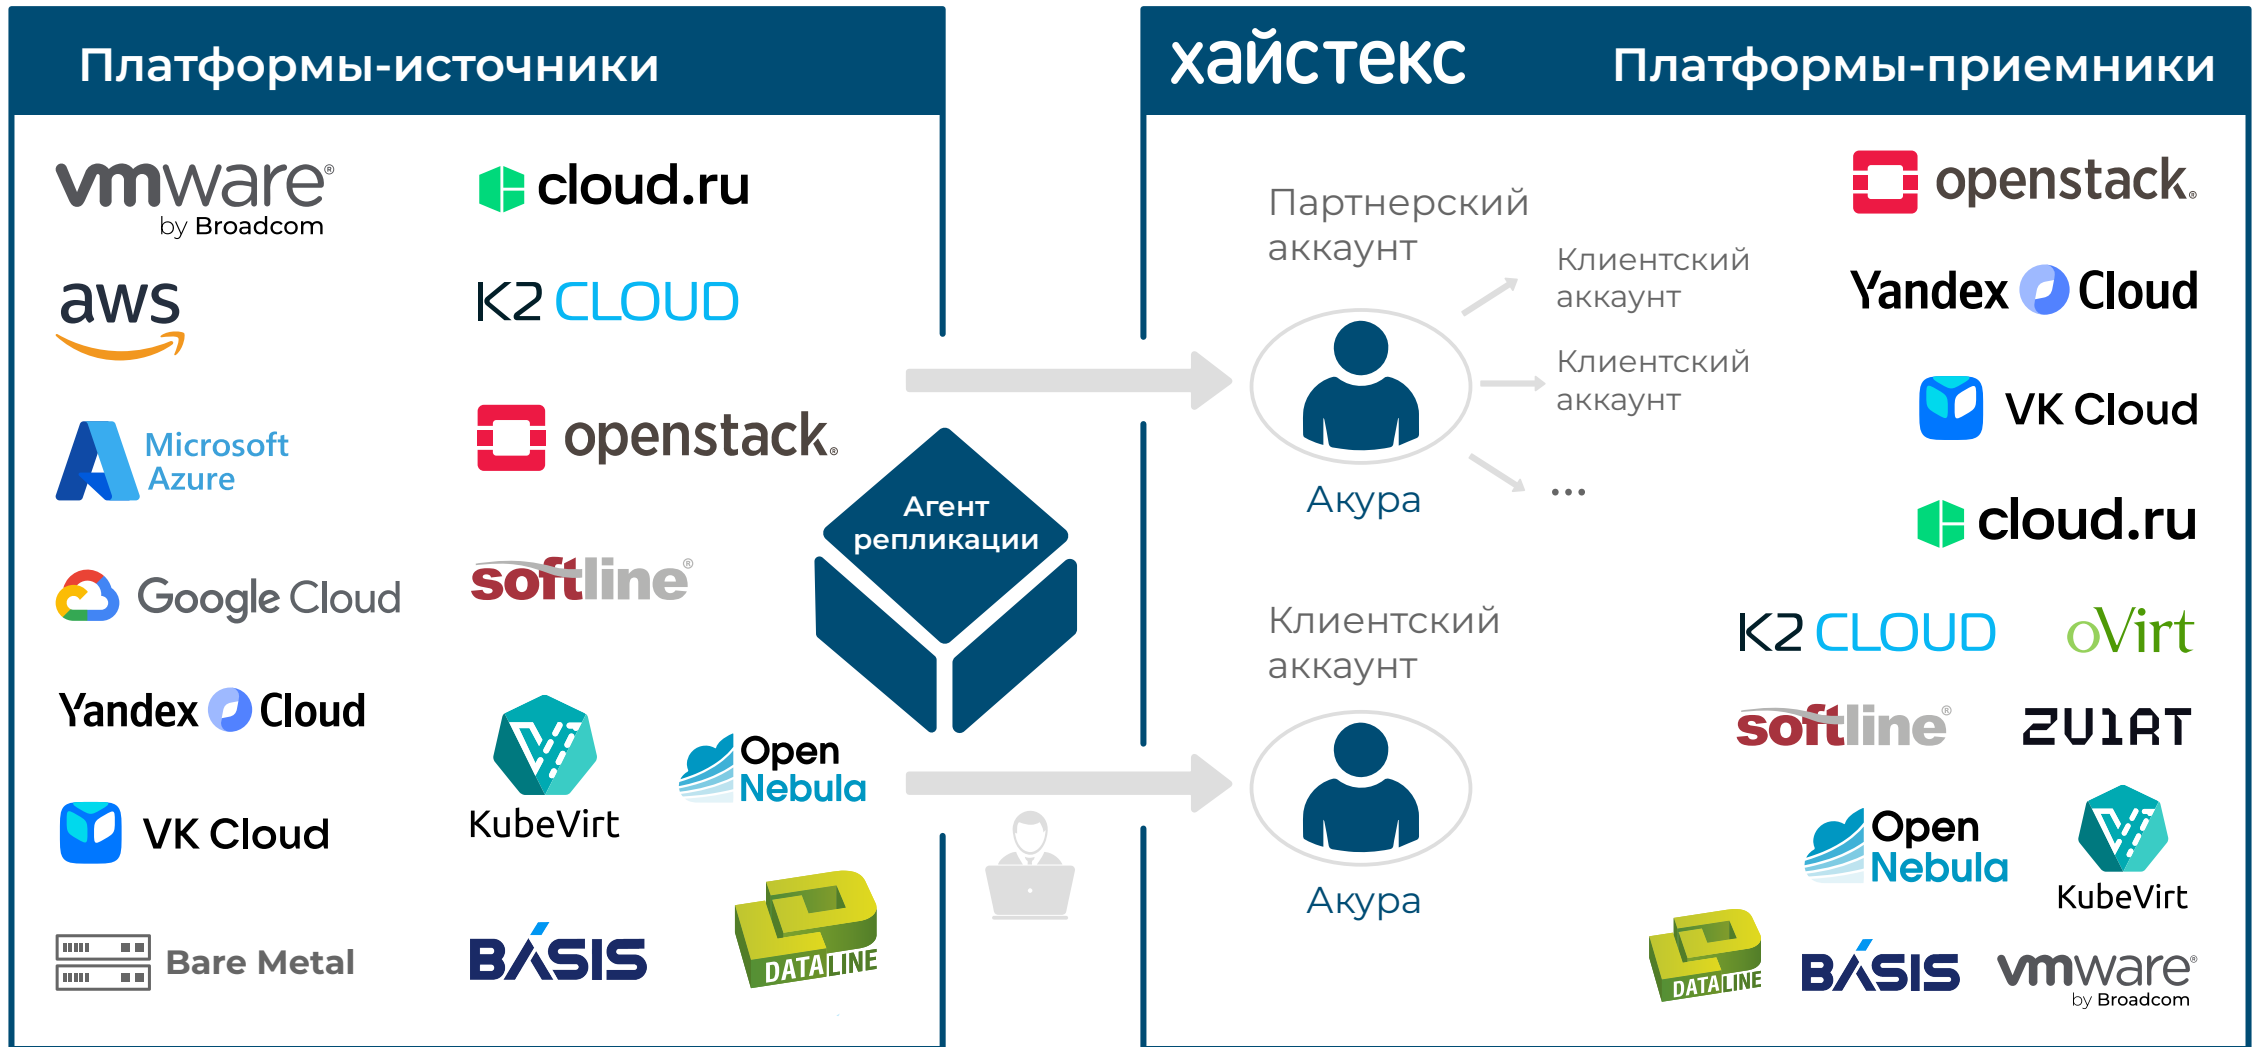 Платформы-источники
vmware®
by Broadcom
cloud.ru
aws
K2 CLOUD
Microsoft
Azure
openstack.
Google Cloud
softline®
Yandex Cloud
KubeVirt
Open
Nebula
VK Cloud
Bare Metal
BASIS
DATALINE
Агент
репликации
хайстекс
Платформы-приемники
Партнерский
аккаунт
Клиентский
аккаунт
Клиентский
аккаунт
...
Акура
Клиентский
аккаунт
Акура
openstack.
Yandex Cloud
VK Cloud
cloud.ru
K2 CLOUD
oVirt
softline®
ZV1RT
Open
Nebula
KubeVirt
DATALINE
BASIS
vmware®
by Broadcom